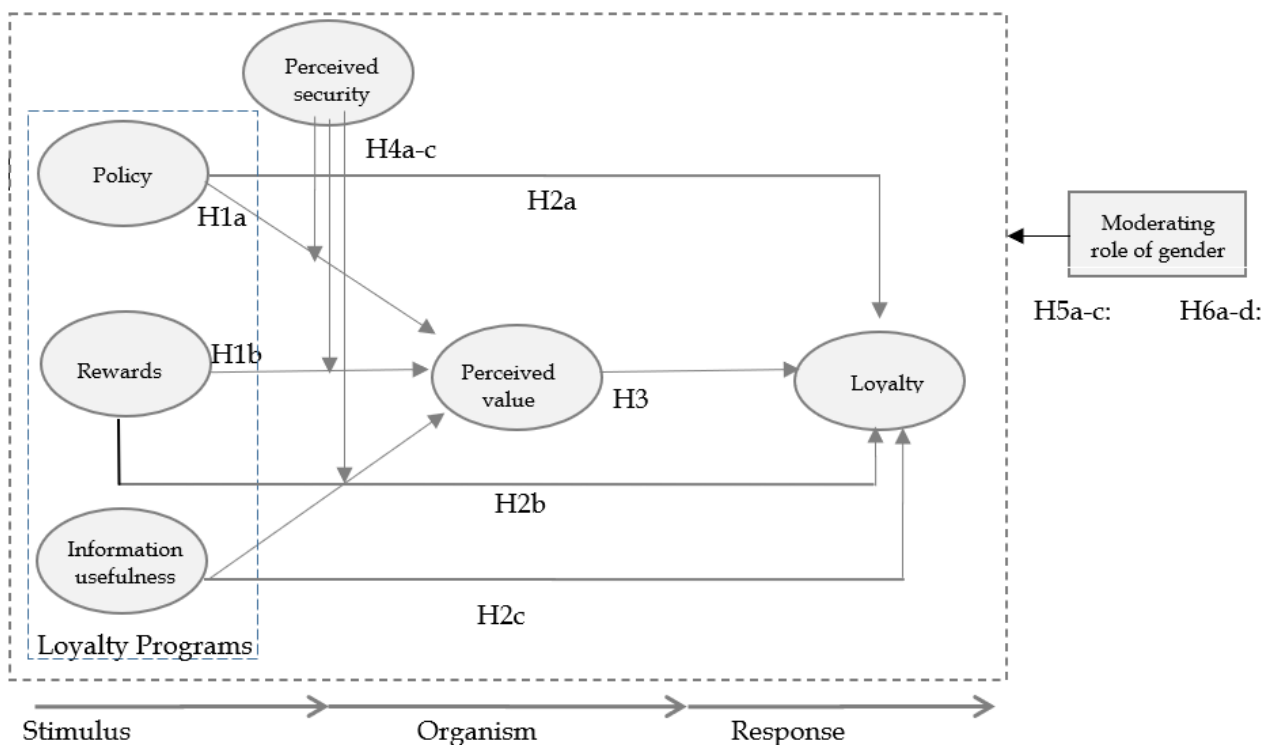 Perceived
security
H4a-c
Policy
H2a
H1a
Moderating
role of gender
H5a-c:
H6a-d:
H1b
Rewards
Perceived
value
H3
Loyalty
H2b
Information
usefulness
H2c
Loyalty Programs
Stimulus
Organism
Response